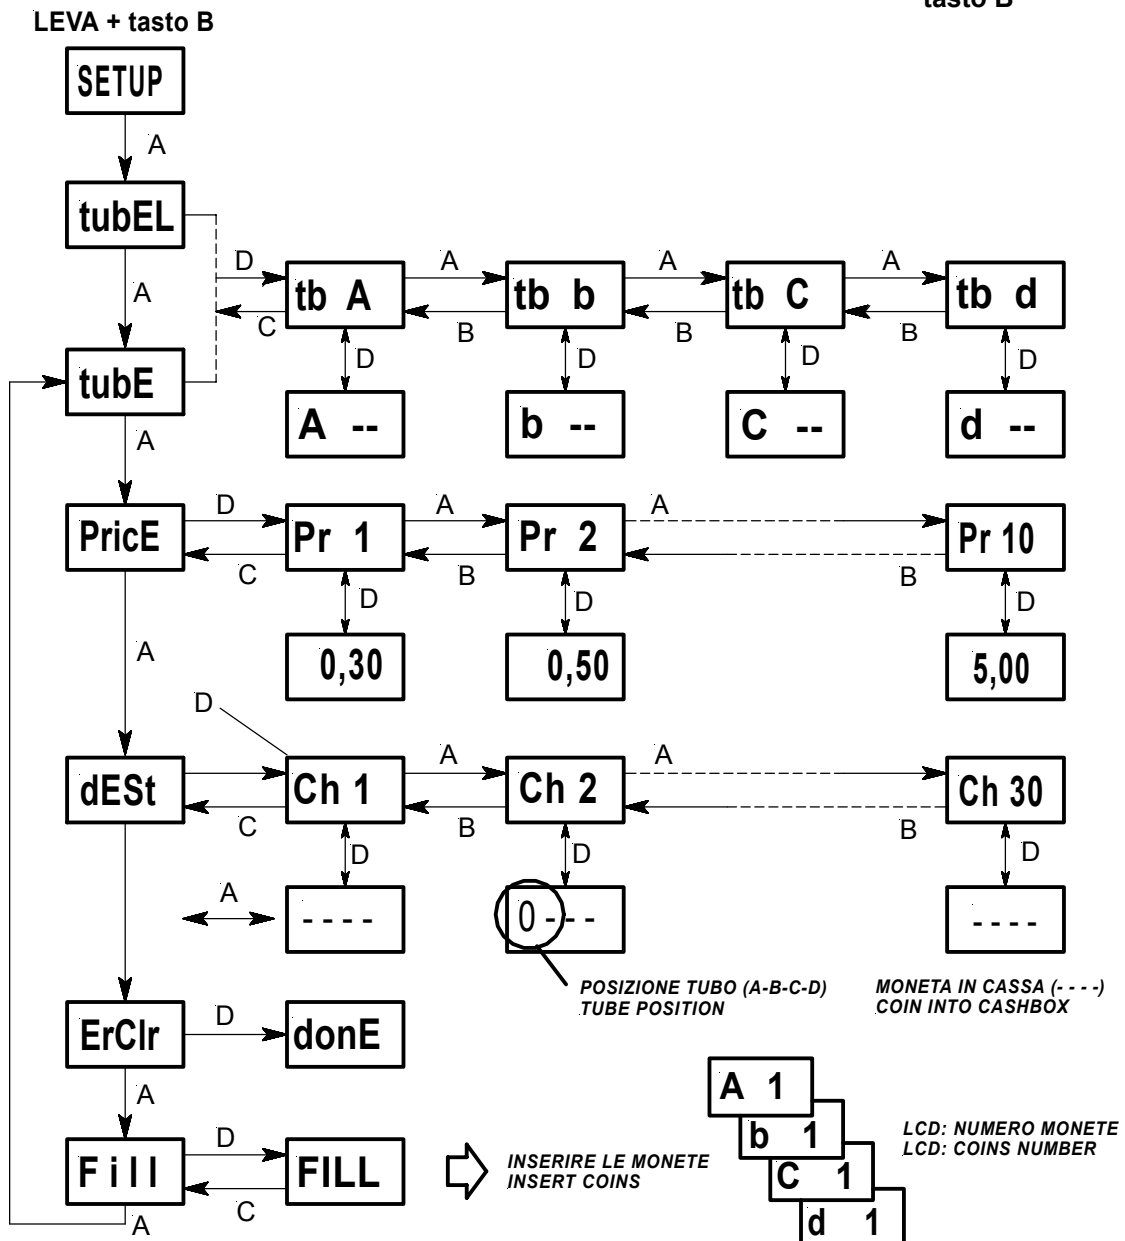 tasto B
LEVA + tasto B
SETUP
A
tubEL
A
D
C
tb A
A
B
tb b
A
B
tb C
A
B
tb d
tubE
D
D
D
D
A --
b --
C --
d --
A
PricE
D
C
Pr 1
A
B
Pr 2
A
B
Pr 10
D
D
D
0,30
0,50
5,00
A
D
dESt
C
Ch 1
A
B
Ch 2
A
B
Ch 30
D
D
D
A
- - - -
0 - - -
- - - -
POSIZIONE TUBO (A-B-C-D)
TUBE POSITION
MONETA IN CASSA (- - - -)
COIN INTO CASHBOX
ErClr
D
donE
A
Fill
D
C
FILL
A
INSERIRE LE MONETE
INSERT COINS
A 1
b 1
C 1
d 1
LCD: NUMERO MONETE
LCD: COINS NUMBER